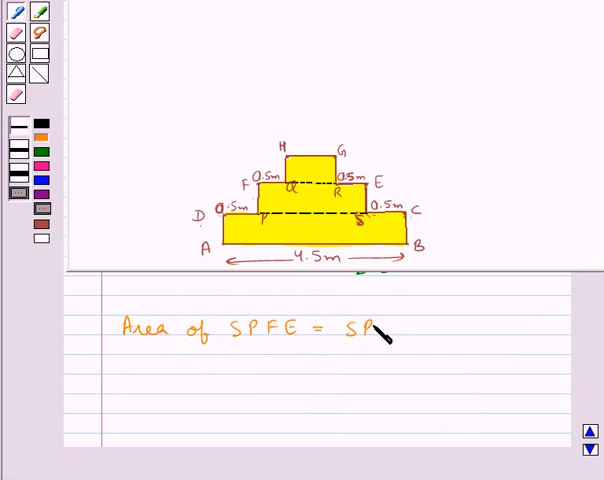 H G
F 0.5m Q 0.5m R E
D 0.5m P S 0.5m C
A B
4.5m
Area of SPFE = SP